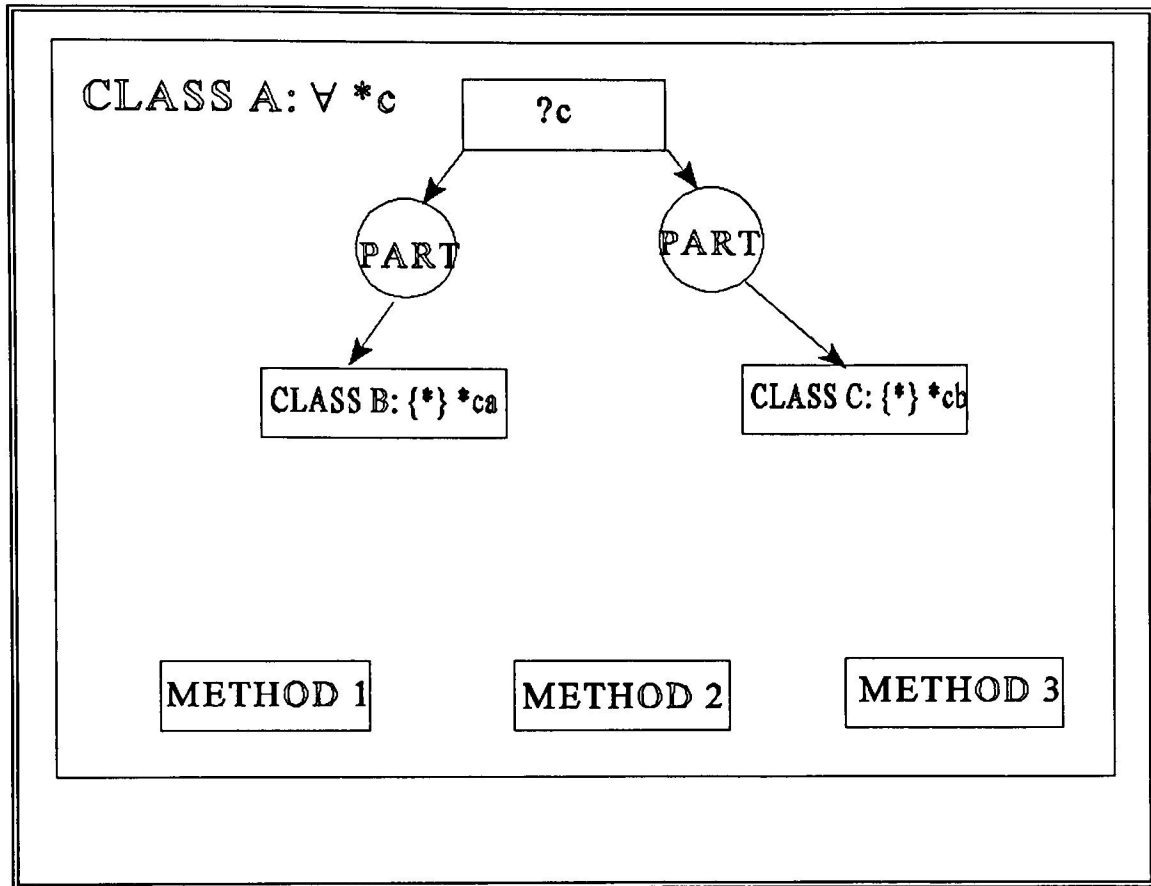 CLASS A: ∀ *c
?c
PART
PART
CLASS B: {*} *ca
CLASS C: {*} *cb
METHOD 1
METHOD 2
METHOD 3